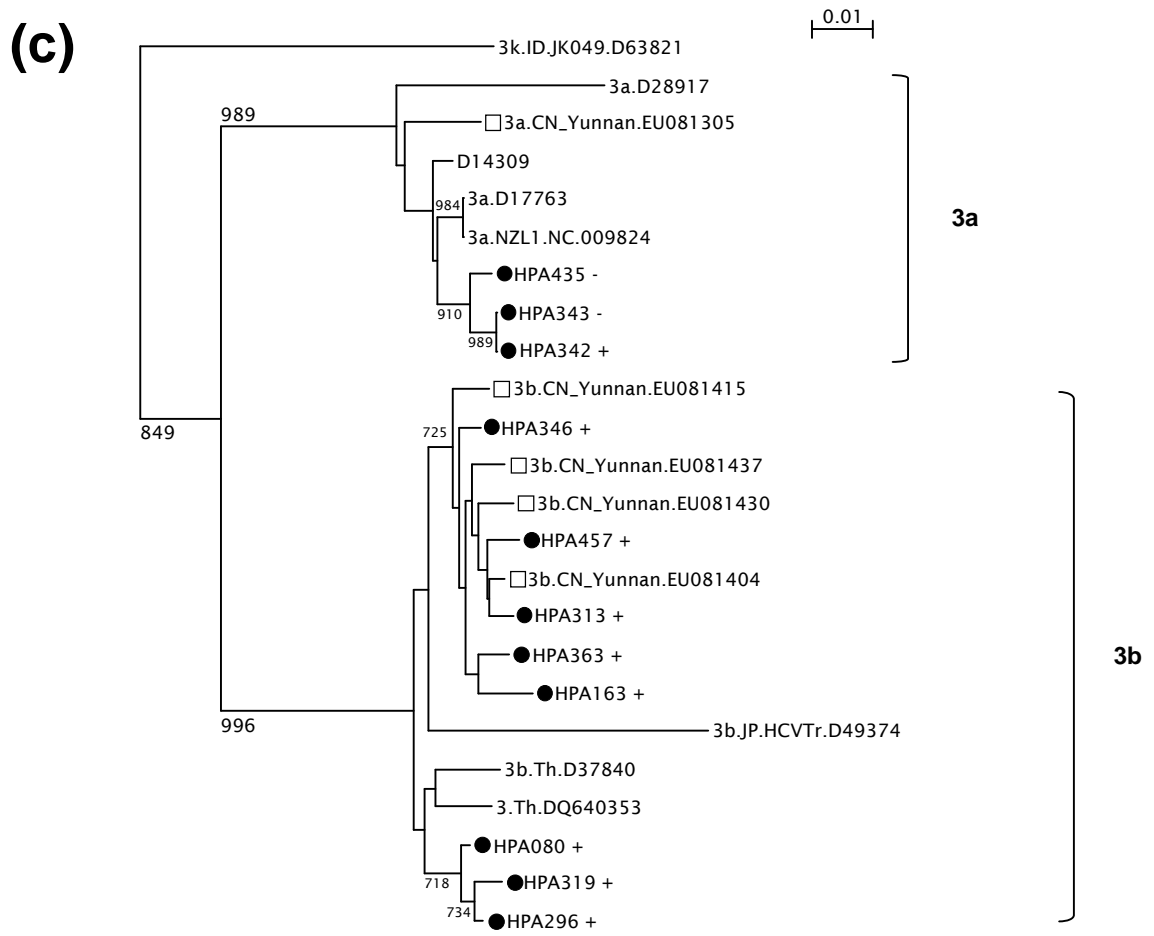 (c)
0.01
3k.ID.JK049.D63821
3a.D28917
989
3a.CN_Yunnan.EU081305
D14309
984
3a.D17763
3a
3a.NZL1.NC.009824
HPA435 -
910
HPA343 -
989
HPA342 +
3b.CN_Yunnan.EU081415
849
725
HPA346 +
3b.CN_Yunnan.EU081437
3b.CN_Yunnan.EU081430
HPA457 +
3b.CN_Yunnan.EU081404
HPA313 +
HPA363 +
3b
HPA163 +
996
3b.JP.HCVTr.D49374
3b.Th.D37840
3.Th.DQ640353
HPA080 +
718
HPA319 +
734
HPA296 +